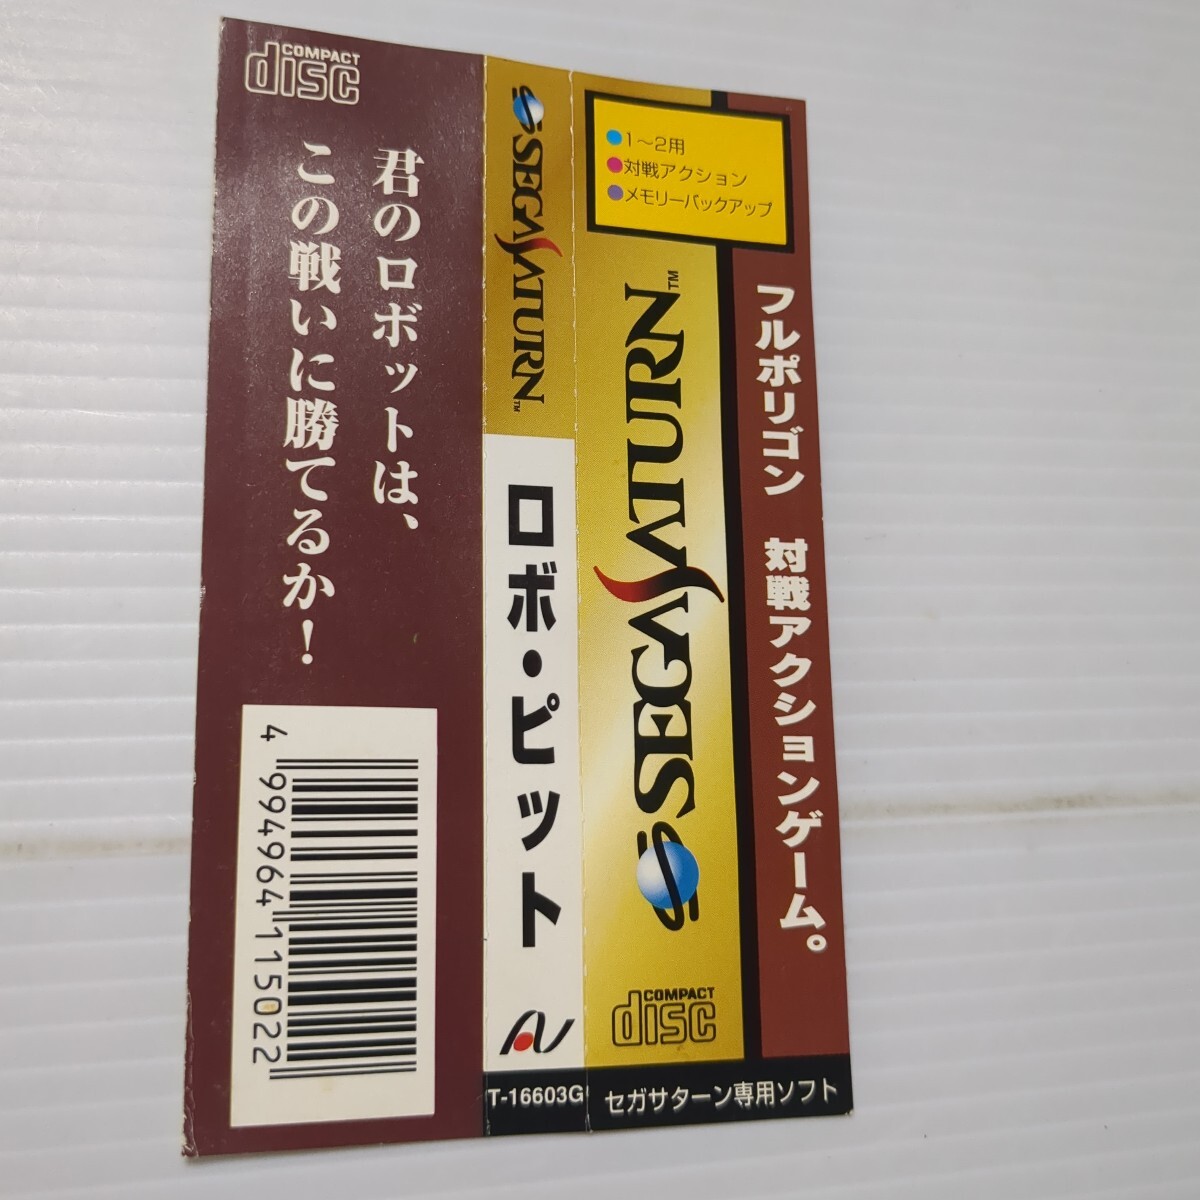 COMPACT
disc
君のロボットは、
この戦いに勝てるか！
4 994964 115022
SEGA SATURN™
ロボ・ピット
T-16603G
1〜2用
対戦アクション
メモリーバックアップ
SEGA SATURN™
COMPACT
disc
フルポリゴン 対戦アクションゲーム。
セガサターン専用ソフト